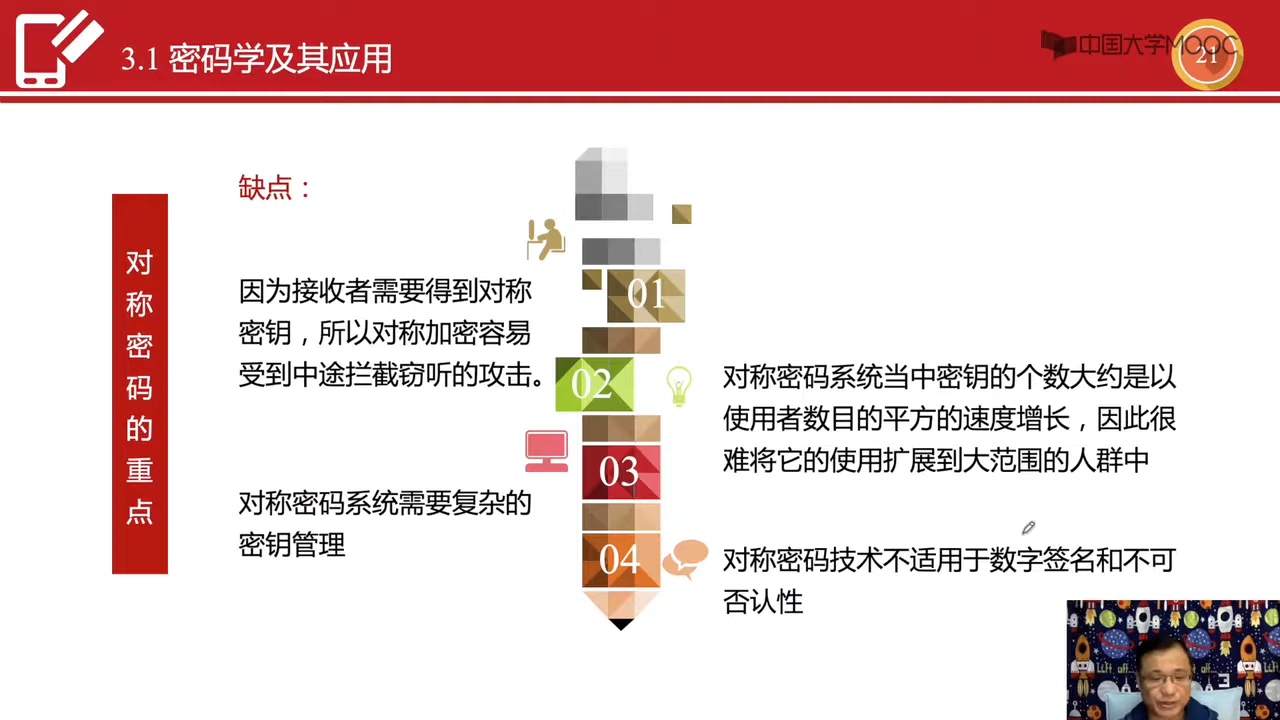 3.1 密码学及其应用
中国大学MOOC
21
对称密码的重点
缺点：
01
因为接收者需要得到对称
密钥，所以对称加密容易
受到中途拦截窃听的攻击。
02
对称密码系统当中密钥的个数大约是以
使用者数目的平方的速度增长，因此很
难将它的使用扩展到大范围的人群中
03
对称密码系统需要复杂的
密钥管理
04
对称密码技术不适用于数字签名和不可
否认性